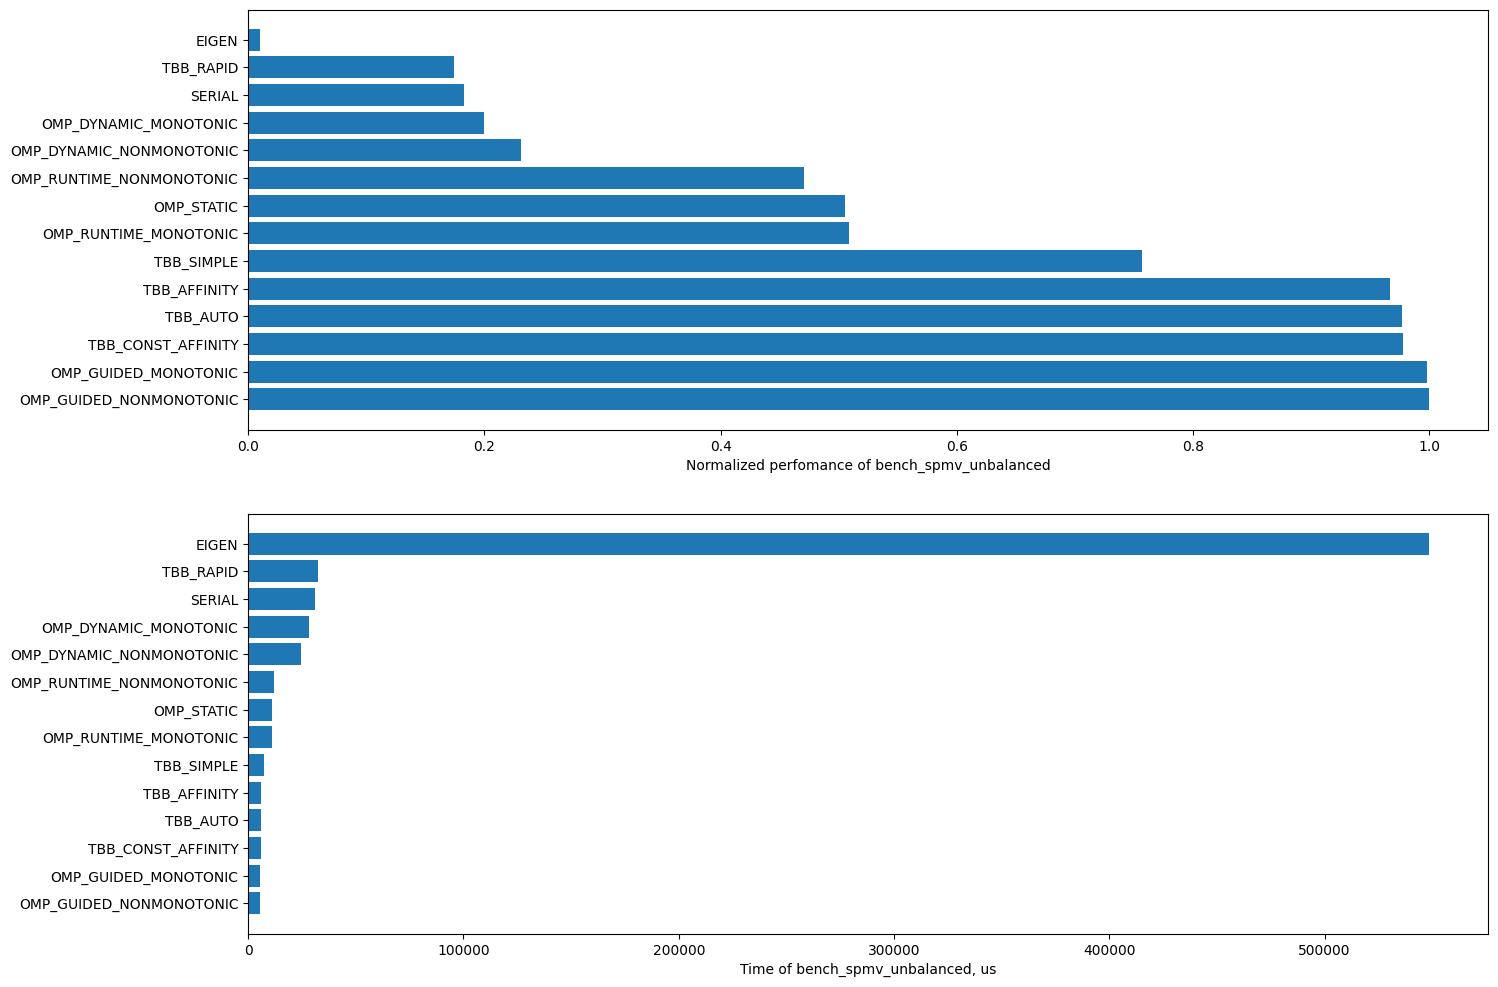 EIGEN
TBB_RAPID
SERIAL
OMP_DYNAMIC_MONOTONIC
OMP_DYNAMIC_NONMONOTONIC
OMP_RUNTIME_NONMONOTONIC
OMP_STATIC
OMP_RUNTIME_MONOTONIC
TBB_SIMPLE
TBB_AFFINITY
TBB_AUTO
TBB_CONST_AFFINITY
OMP_GUIDED_MONOTONIC
OMP_GUIDED_NONMONOTONIC
0.0 0.2 0.4 0.6 0.8 1.0
Normalized perfomance of bench_spmv_unbalanced
EIGEN
TBB_RAPID
SERIAL
OMP_DYNAMIC_MONOTONIC
OMP_DYNAMIC_NONMONOTONIC
OMP_RUNTIME_NONMONOTONIC
OMP_STATIC
OMP_RUNTIME_MONOTONIC
TBB_SIMPLE
TBB_AFFINITY
TBB_AUTO
TBB_CONST_AFFINITY
OMP_GUIDED_MONOTONIC
OMP_GUIDED_NONMONOTONIC
0 100000 200000 300000 400000 500000
Time of bench_spmv_unbalanced, us